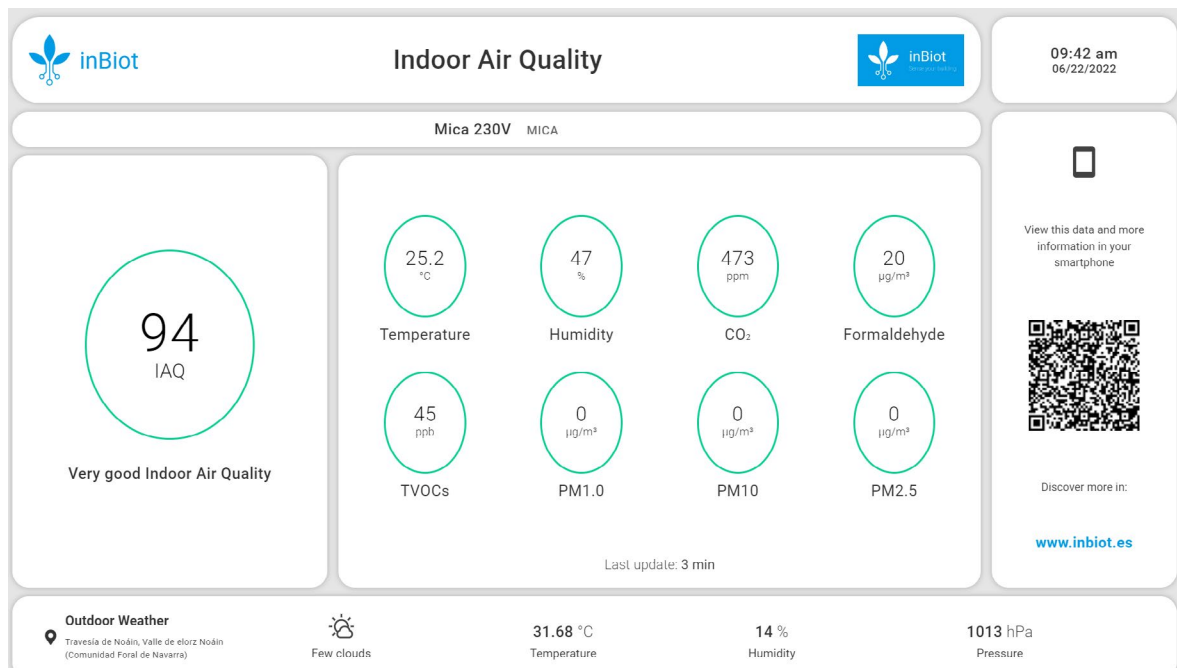 inBiot
Indoor Air Quality
inBiot
09:42 am
06/22/2022
Mica 230V MICA
94
IAQ
Very good Indoor Air Quality
25.2
°C
Temperature
47
%
Humidity
473
ppm
CO₂
20
µg/m³
Formaldehyde
45
ppb
TVOCs
0
µg/m³
PM1.0
0
µg/m³
PM10
0
µg/m³
PM2.5
Last update: 3 min
View this data and more
information in your
smartphone
Discover more in:
www.inbiot.es
Outdoor Weather
Travesía de Noáin, Valle de elorz Noáin
(Comunidad Foral de Navarra)
Few clouds
31.68 °C
Temperature
14 %
Humidity
1013 hPa
Pressure